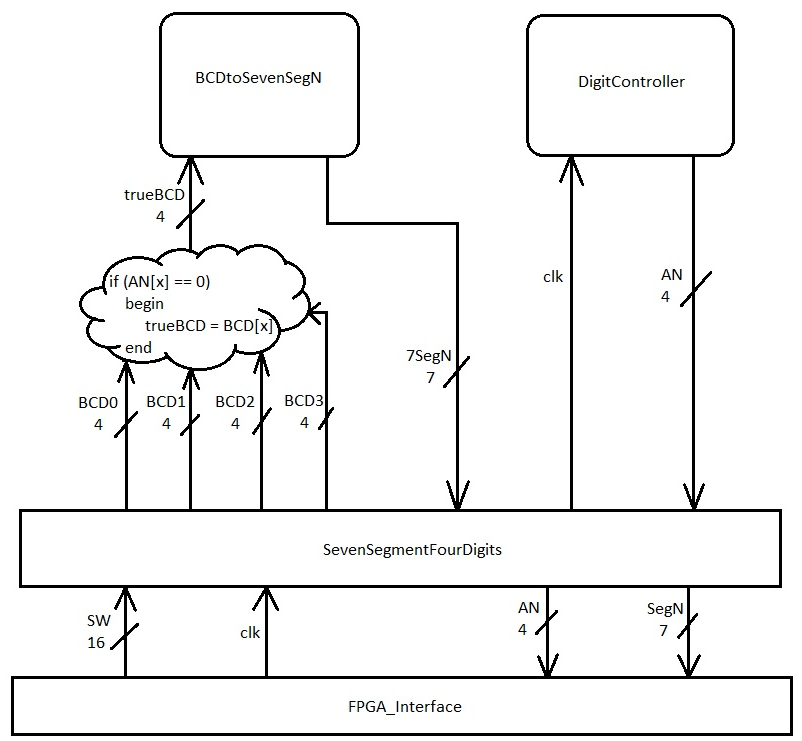 BCDtoSevenSegN
DigitController
trueBCD
4
if (AN[x] == 0)
begin
trueBCD = BCD[x]
end
clk
AN
4
7SegN
7
BCD0
4
BCD1
4
BCD2
4
BCD3
4
SevenSegmentFourDigits
SW
16
clk
AN
4
SegN
7
FPGA_Interface